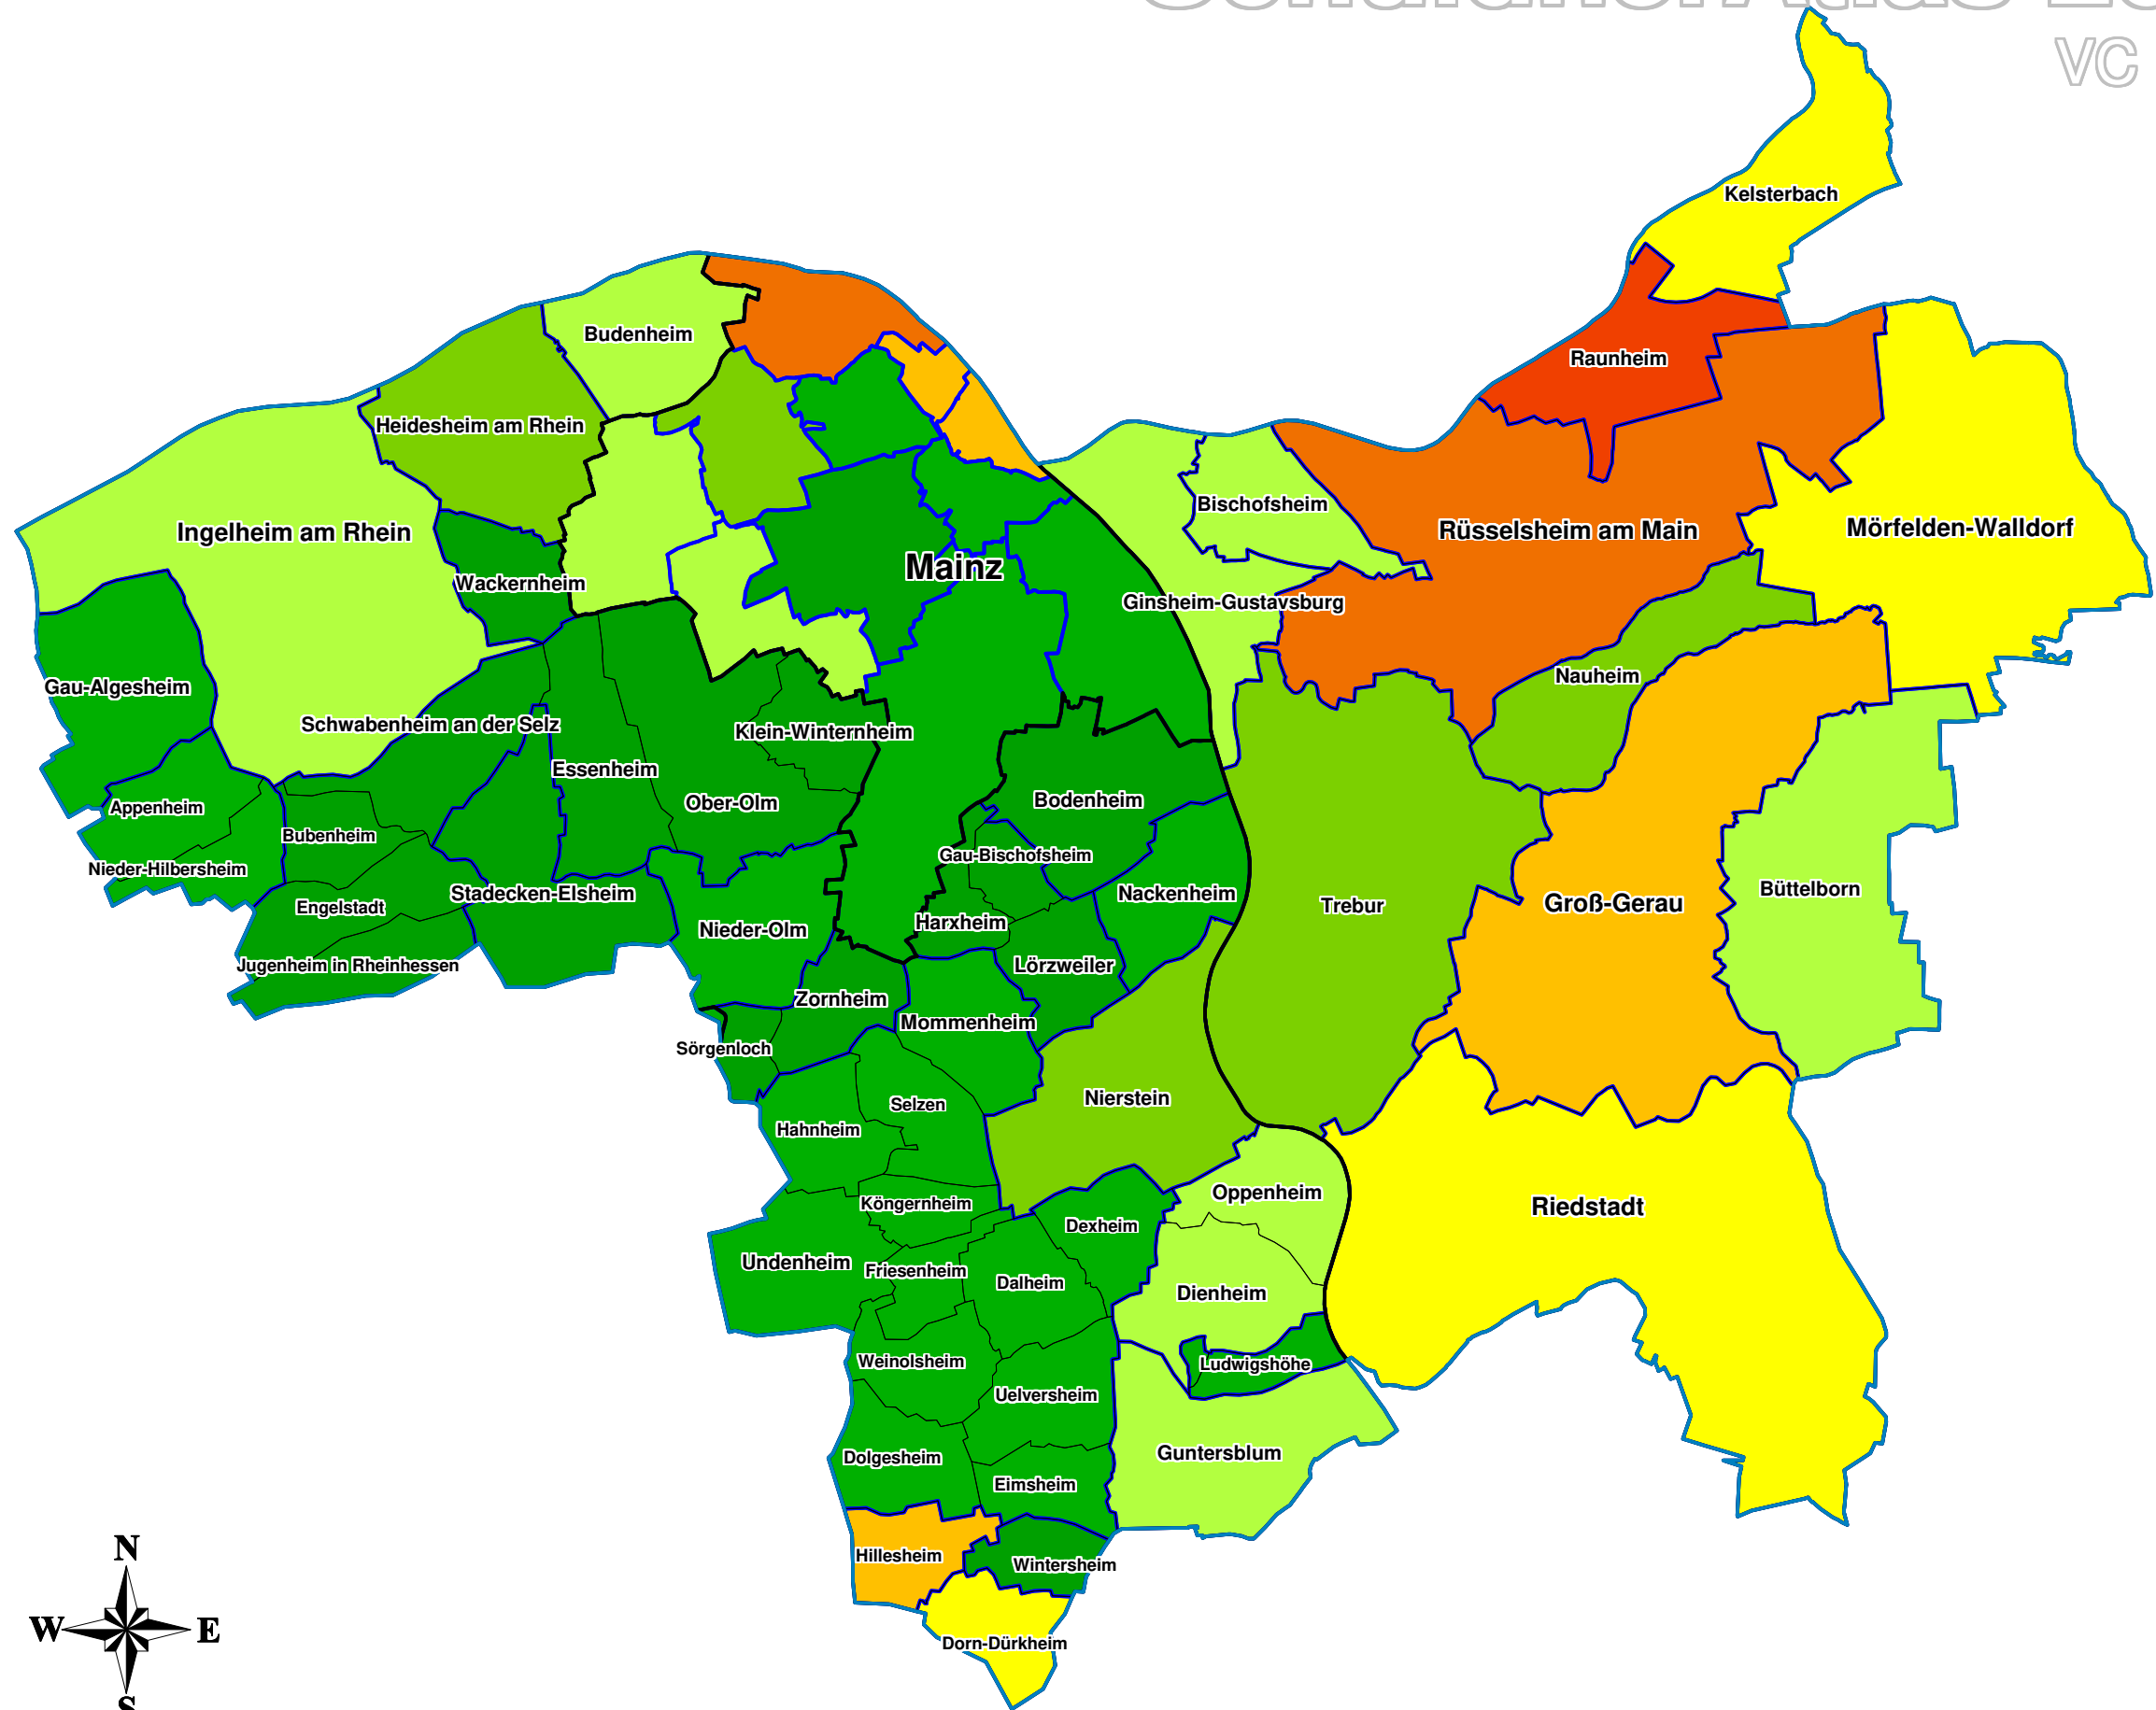 VC
Kelsterbach
Budenheim
Raunheim
Heidesheim am Rhein
Bischofsheim
Ingelheim am Rhein
Rüsselsheim am Main
Mörfelden-Walldorf
Mainz
Wackernheim
Ginsheim-Gustavsburg
Nauheim
Gau-Algesheim
Schwabenheim an der Selz
Klein-Winternheim
Essenheim
Bodenheim
Ober-Olm
Appenheim
Bubenheim
Gau-Bischofsheim
Nieder-Hilbersheim
Büttelborn
Stadecken-Elsheim
Nackenheim
Groß-Gerau
Trebur
Engelstadt
Harxheim
Nieder-Olm
Jugenheim in Rheinhessen
Lörzweiler
Zornheim
Mommenheim
Sörgenloch
Nierstein
Selzen
Hahnheim
Oppenheim
Köngernheim
Riedstadt
Dexheim
Undenheim
Friesenheim
Dalheim
Dienheim
Weinolsheim
Ludwigshöhe
Uelversheim
Guntersblum
Dolgesheim
Eimsheim
N
Hillesheim
Wintersheim
W
E
Dorn-Dürkheim
S